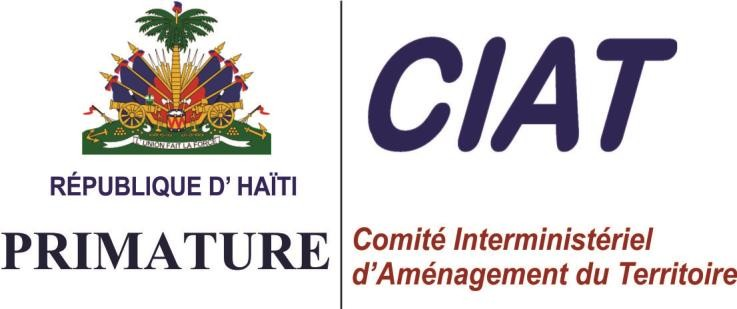 L'UNION FAIT LA FORCE
RÉPUBLIQUE D' HAÏTI
PRIMATURE
CIAT
Comité Interministériel
d'Aménagement du Territoire